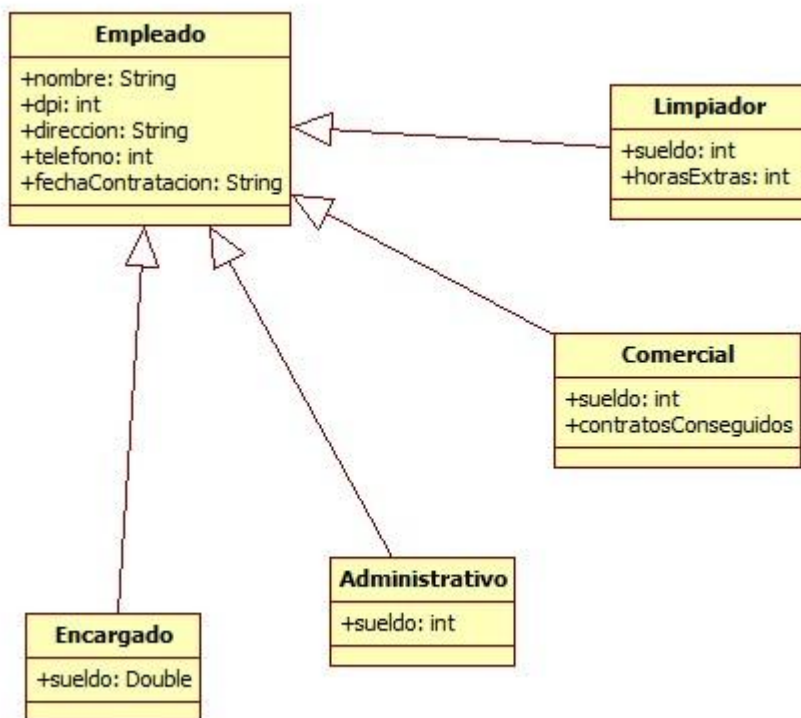 Empleado
+nombre: String
+dpi: int
+direccion: String
+telefono: int
+fechaContratacion: String
Limpiador
+sueldo: int
+horasExtras: int
Comercial
+sueldo: int
+contratosConseguidos
Administrativo
+sueldo: int
Encargado
+sueldo: Double